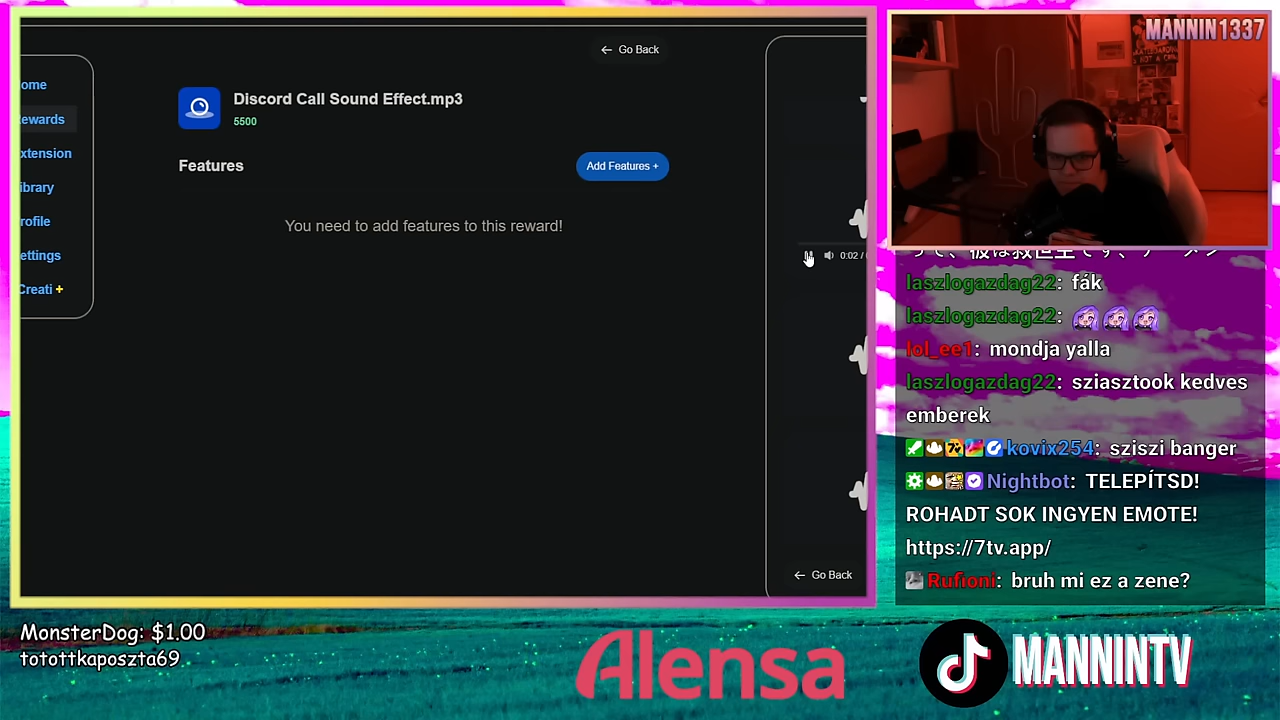 Go Back
ome
ewards
xtension
ibrary
rofile
ettings
Creati +
Discord Call Sound Effect.mp3
5500
Features
Add Features +
You need to add features to this reward!
0:02 /
Go Back
MANNIN1337
laszlogazdag22: fák
laszlogazdag22:
lol_ee1: mondja yalla
laszlogazdag22: sziasztook kedves
emberek
kovix254: sziszi banger
Nightbot: TELEPÍTSD!
ROHADT SOK INGYEN EMOTE!
https://7tv.app/
Rufioni: bruh mi ez a zene?
MonsterDog: $1.00
totottkaposzta69
Alensa
MANNINTV